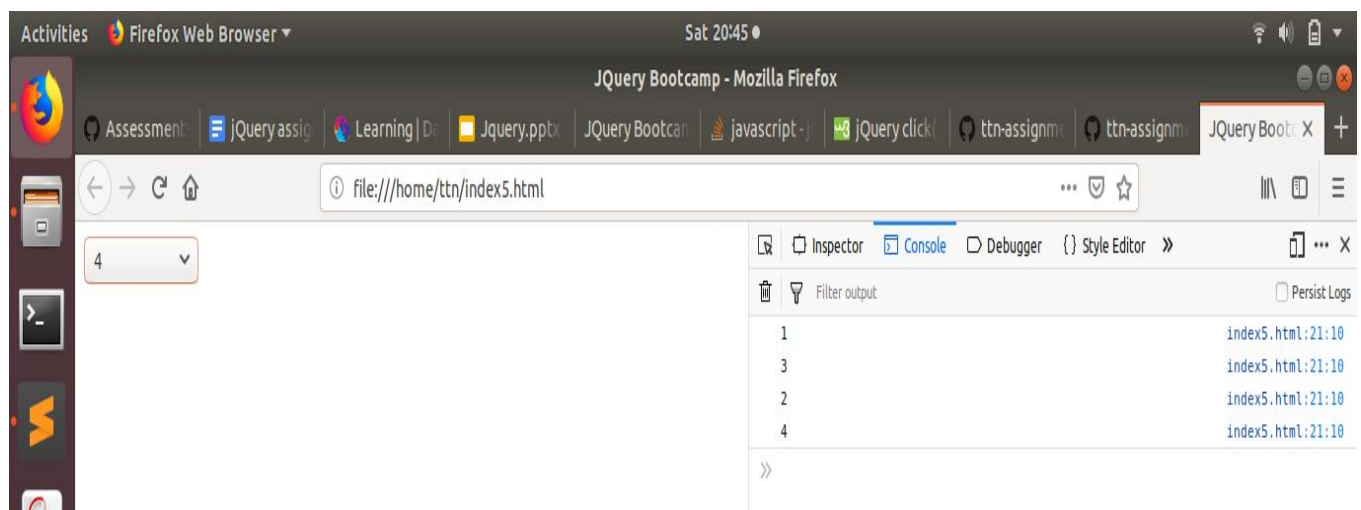 Activities Firefox Web Browser Sat 20:45
JQuery Bootcamp - Mozilla Firefox
Assessment jQuery assig Learning | Da Jquery.pptx JQuery Bootcam javascript - j jQuery click( ttn-assignme ttn-assignme JQuery Bootc
file:///home/ttn/index5.html
4
Inspector Console Debugger {} Style Editor
Filter output Persist Logs
1 index5.html:21:10
3 index5.html:21:10
2 index5.html:21:10
4 index5.html:21:10